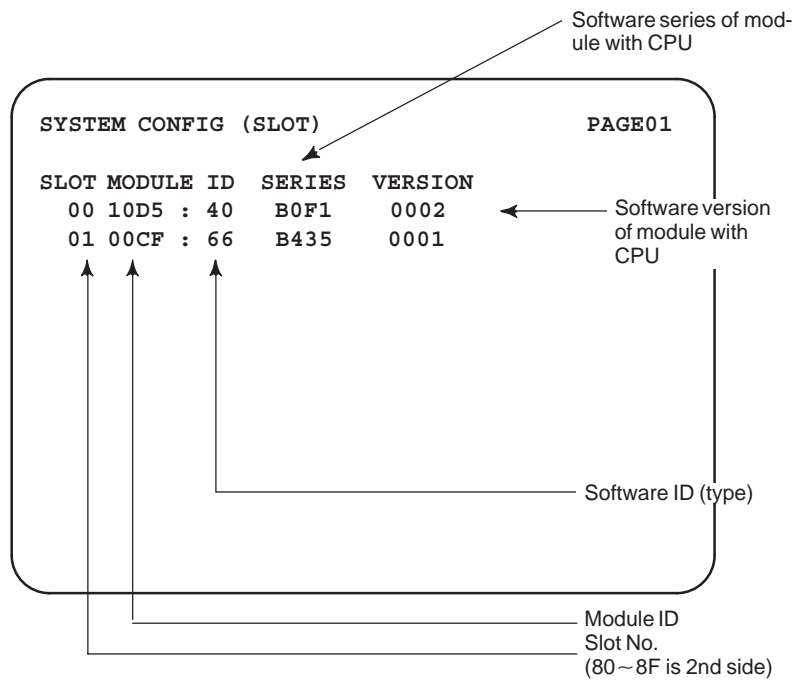 Software series of mod-
ule with CPU
SYSTEM CONFIG (SLOT) PAGE01
SLOT MODULE ID SERIES VERSION
00 10D5 : 40 B0F1 0002
01 00CF : 66 B435 0001
Software version
of module with
CPU
Software ID (type)
Module ID
Slot No.
(80∼8F is 2nd side)